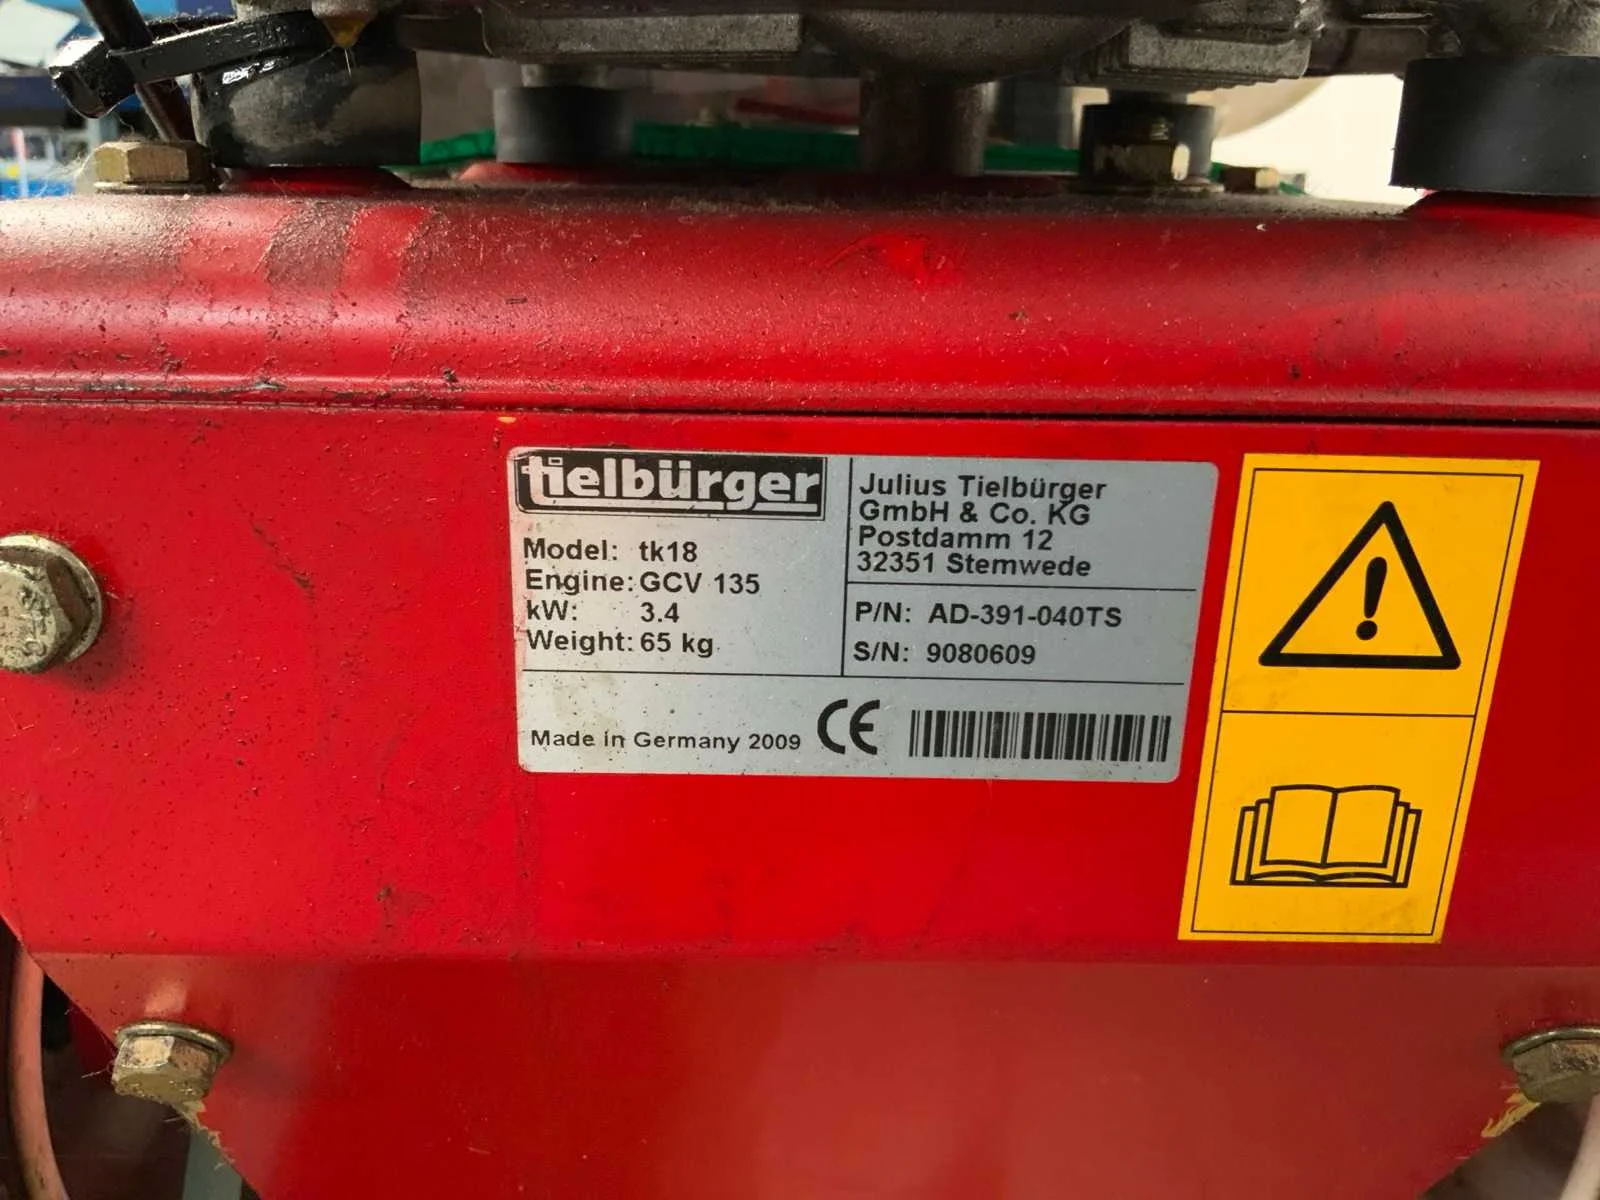 tielbürger
Model: tk18
Engine: GCV 135
kW: 3.4
Weight: 65 kg
Julius Tielbürger
GmbH & Co. KG
Postdamm 12
32351 Stemwede
P/N: AD-391-040TS
S/N: 9080609
Made in Germany 2009 CE